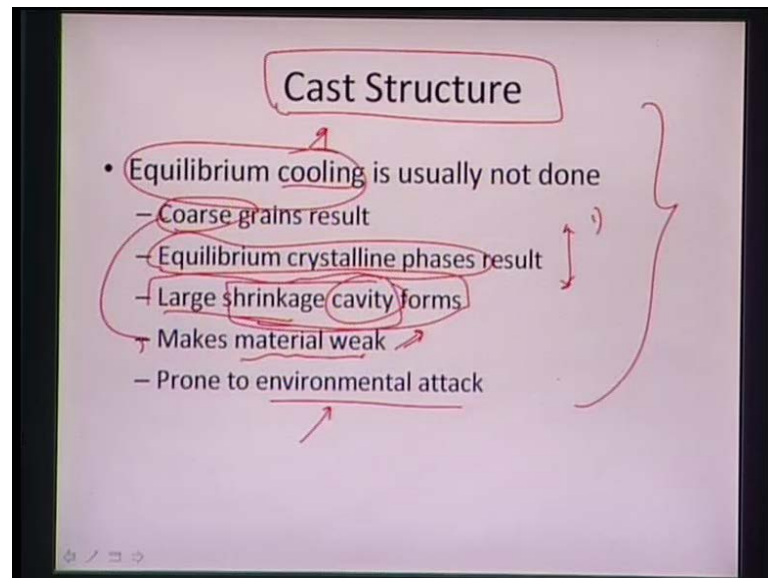 Cast Structure
• Equilibrium cooling is usually not done
– Coarse grains result
– Equilibrium crystalline phases result
– Large shrinkage cavity forms
– Makes material weak
– Prone to environmental attack